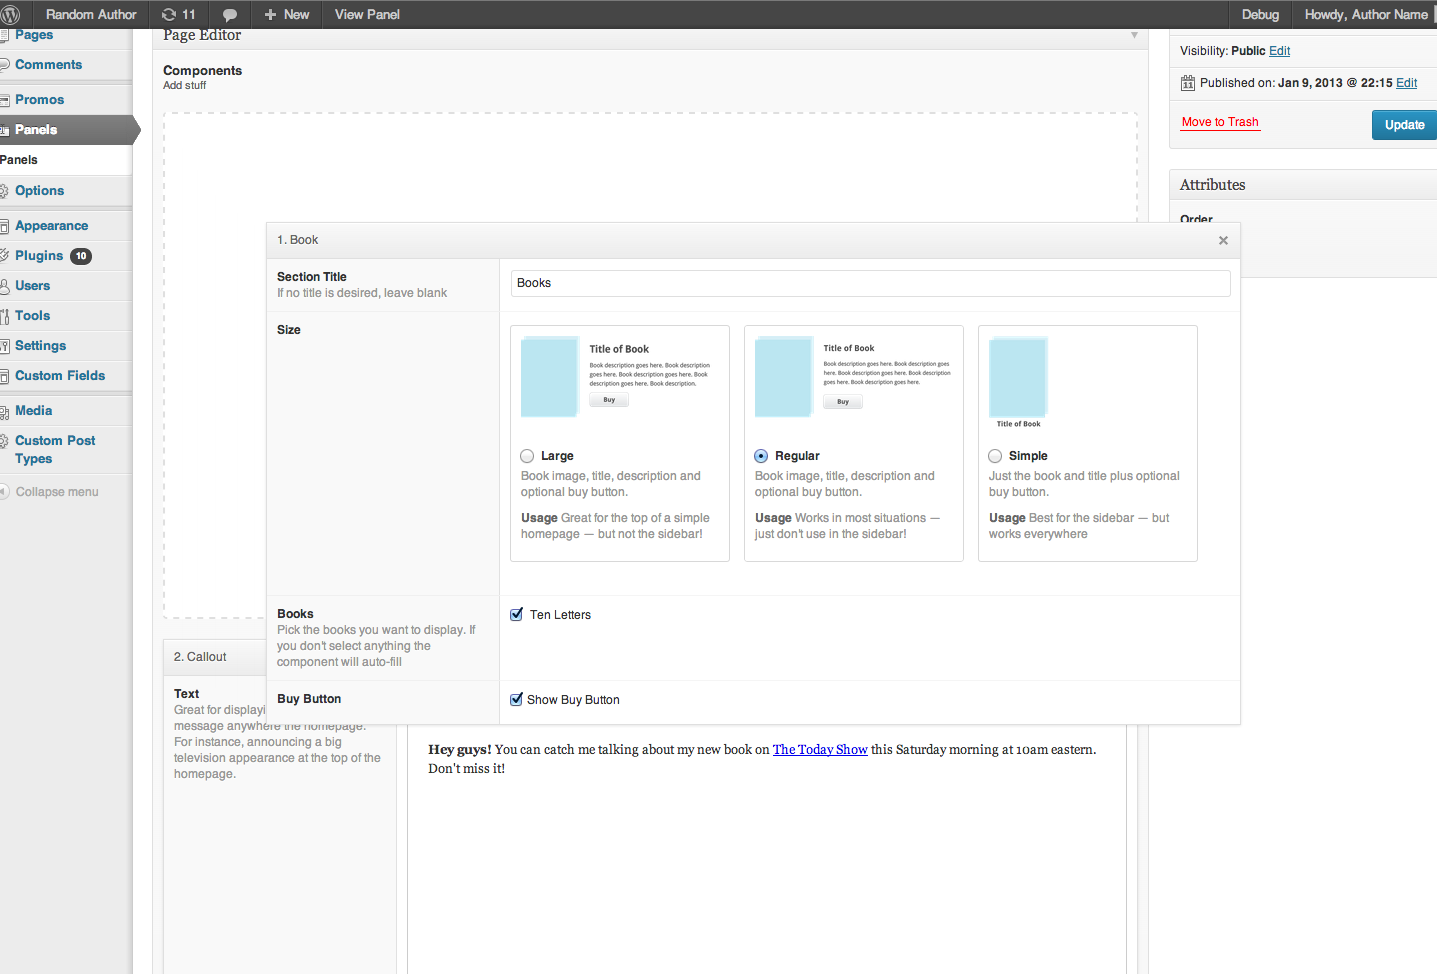 Random Author
11
New
View Panel
Debug
Howdy, Author Name
Pages
Comments
Promos
Panels
Panels
Options
Appearance
Plugins 10
Users
Tools
Settings
Custom Fields
Media
Custom Post
Types
Collapse menu
Page Editor
Components
Add stuff
1. Book
Section Title
If no title is desired, leave blank
Books
Size
Title of Book
Book description goes here. Book description
goes here. Book description goes here. Book
description goes here. Book description.
Buy
Large
Book image, title, description and
optional buy button.
Usage Great for the top of a simple
homepage — but not the sidebar!
Title of Book
Book description goes here. Book description goes
here. Book description goes here. Book description
goes here. Book description goes here.
Buy
Regular
Book image, title, description and
optional buy button.
Usage Works in most situations —
just don't use in the sidebar!
Title of Book
Simple
Just the book and title plus optional
buy button.
Usage Best for the sidebar — but
works everywhere
Books
Pick the books you want to display. If
you don't select anything the
component will auto-fill
Ten Letters
Buy Button
Show Buy Button
2. Callout
Text
Great for displayi
message anywhere the homepage.
For instance, announcing a big
television appearance at the top of the
homepage.
Hey guys! You can catch me talking about my new book on The Today Show this Saturday morning at 10am eastern.
Don't miss it!
Visibility: Public Edit
11 Published on: Jan 9, 2013 @ 22:15 Edit
Move to Trash
Update
Attributes
Order